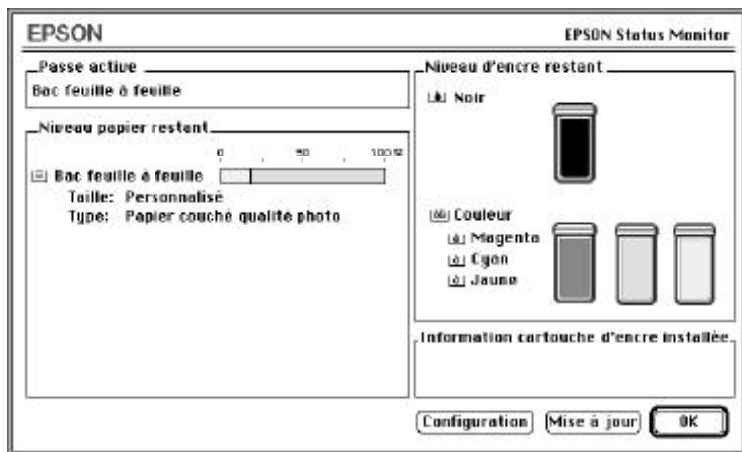 EPSON
EPSON Status Monitor
Passe active
Bac feuille à feuille
Niveau papier restant
0 50 100%
Bac feuille à feuille
Taille: Personnalisé
Type: Papier couché qualité photo
Niveau d'encre restant
Noir
Couleur
Magenta
Cyan
Jaune
Information cartouche d'encre installée
Configuration Mise à jour OK